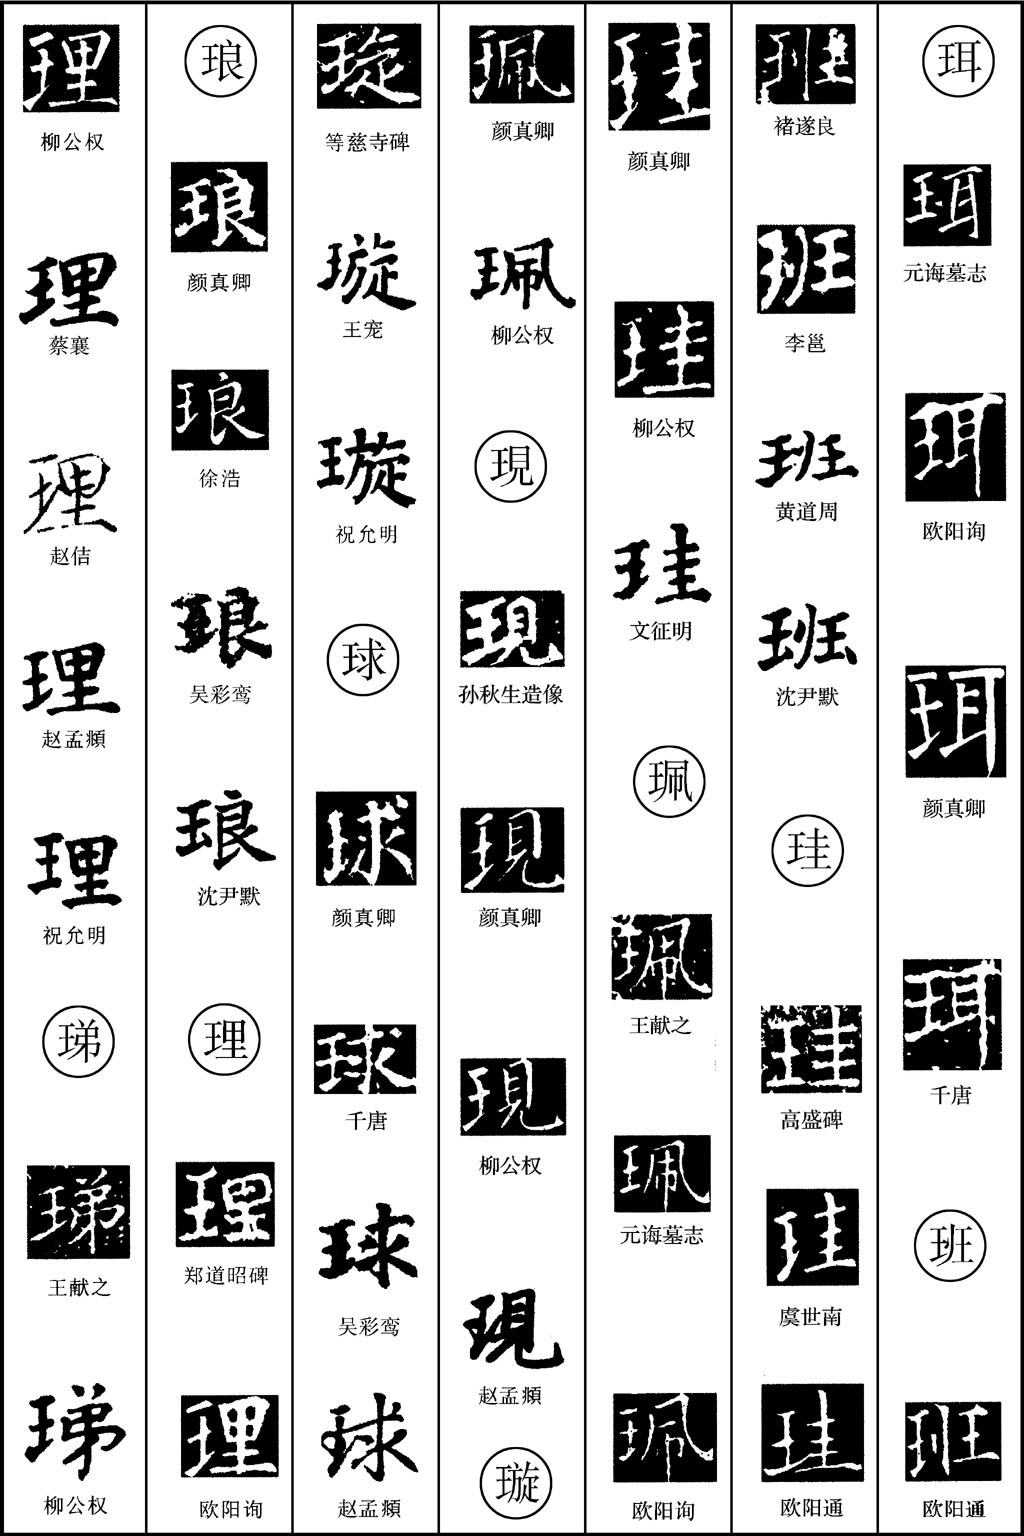 珥
珥
元诲墓志
珥
欧阳询
珥
颜真卿
珥
千唐
班
班
欧阳通
班
褚遂良
班
李邕
班
黄道周
班
沈尹默
珪
珪
高盛碑
珪
虞世南
珪
欧阳通
珪
颜真卿
珪
柳公权
珪
文征明
珮
珮
王献之
珮
元诲墓志
珮
欧阳询
珮
颜真卿
珮
柳公权
現
現
孙秋生造像
現
颜真卿
現
柳公权
現
赵孟頫
璇
璇
等慈寺碑
璇
王宠
璇
祝允明
球
球
颜真卿
球
千唐
球
吴彩鸾
球
赵孟頫
琅
琅
颜真卿
琅
徐浩
琅
吴彩鸾
琅
沈尹默
理
理
郑道昭碑
理
欧阳询
理
柳公权
理
蔡襄
理
赵佶
理
赵孟頫
理
祝允明
珶
珶
王献之
珶
柳公权